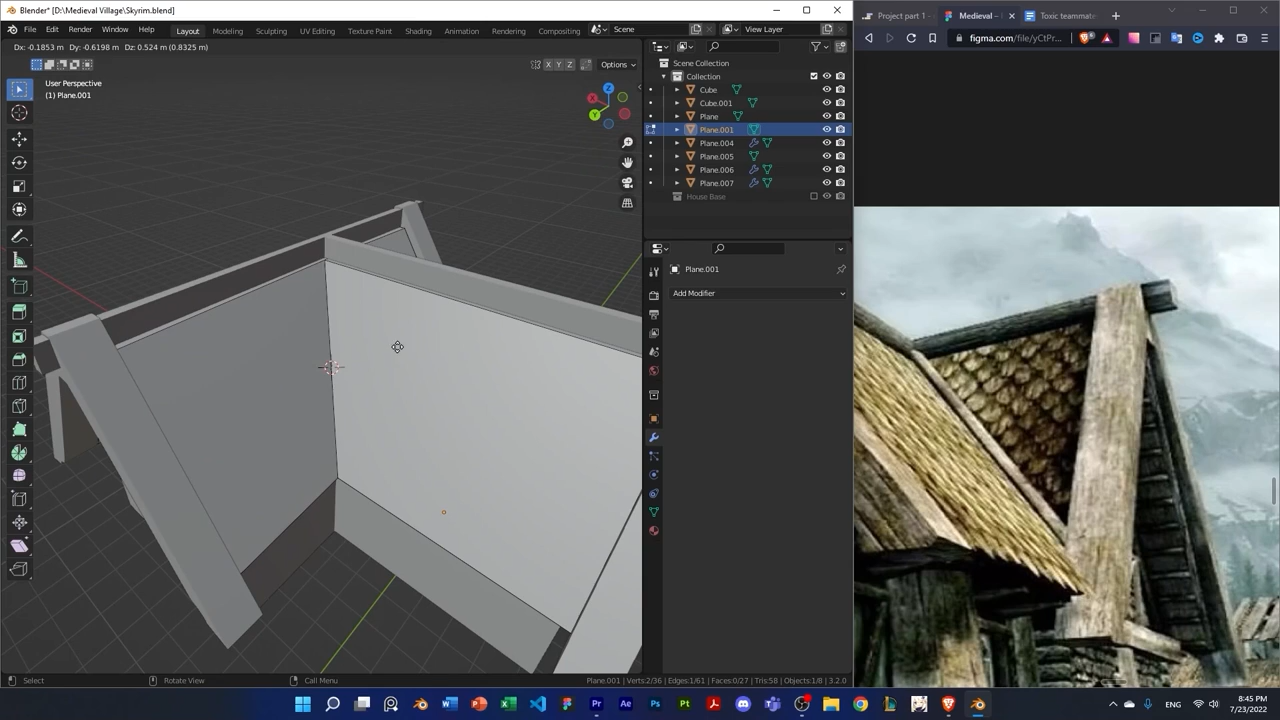 Blender* [D:\Medieval Village\Skyrim.blend]
File Edit Render Window Help Layout Modeling Sculpting UV Editing Texture Paint Shading Animation Rendering Compos Scene View Layer
Dx: -0.1853 m Dy: -0.6198 m Dz: 0.524 m (0.8325 m)
X Y Z Options
User Perspective
(1) Plane.001
X
Y
Z
Scene Collection
Collection
Cube
Cube.001
Plane
Plane.001
Plane.004
Plane.005
Plane.006
Plane.007
House Base
Plane.001
Add Modifier
Select
Rotate View
Call Menu
Plane.001 | Verts:2/36 | Edges:1/61 | Faces:0/27 | Tris:58 | Objects:1/8 | 3.2.0
Project part 1 -
Medieval –
Toxic teammat
figma.com/file/yCtPr...
ENG
8:45 PM
7/23/2022